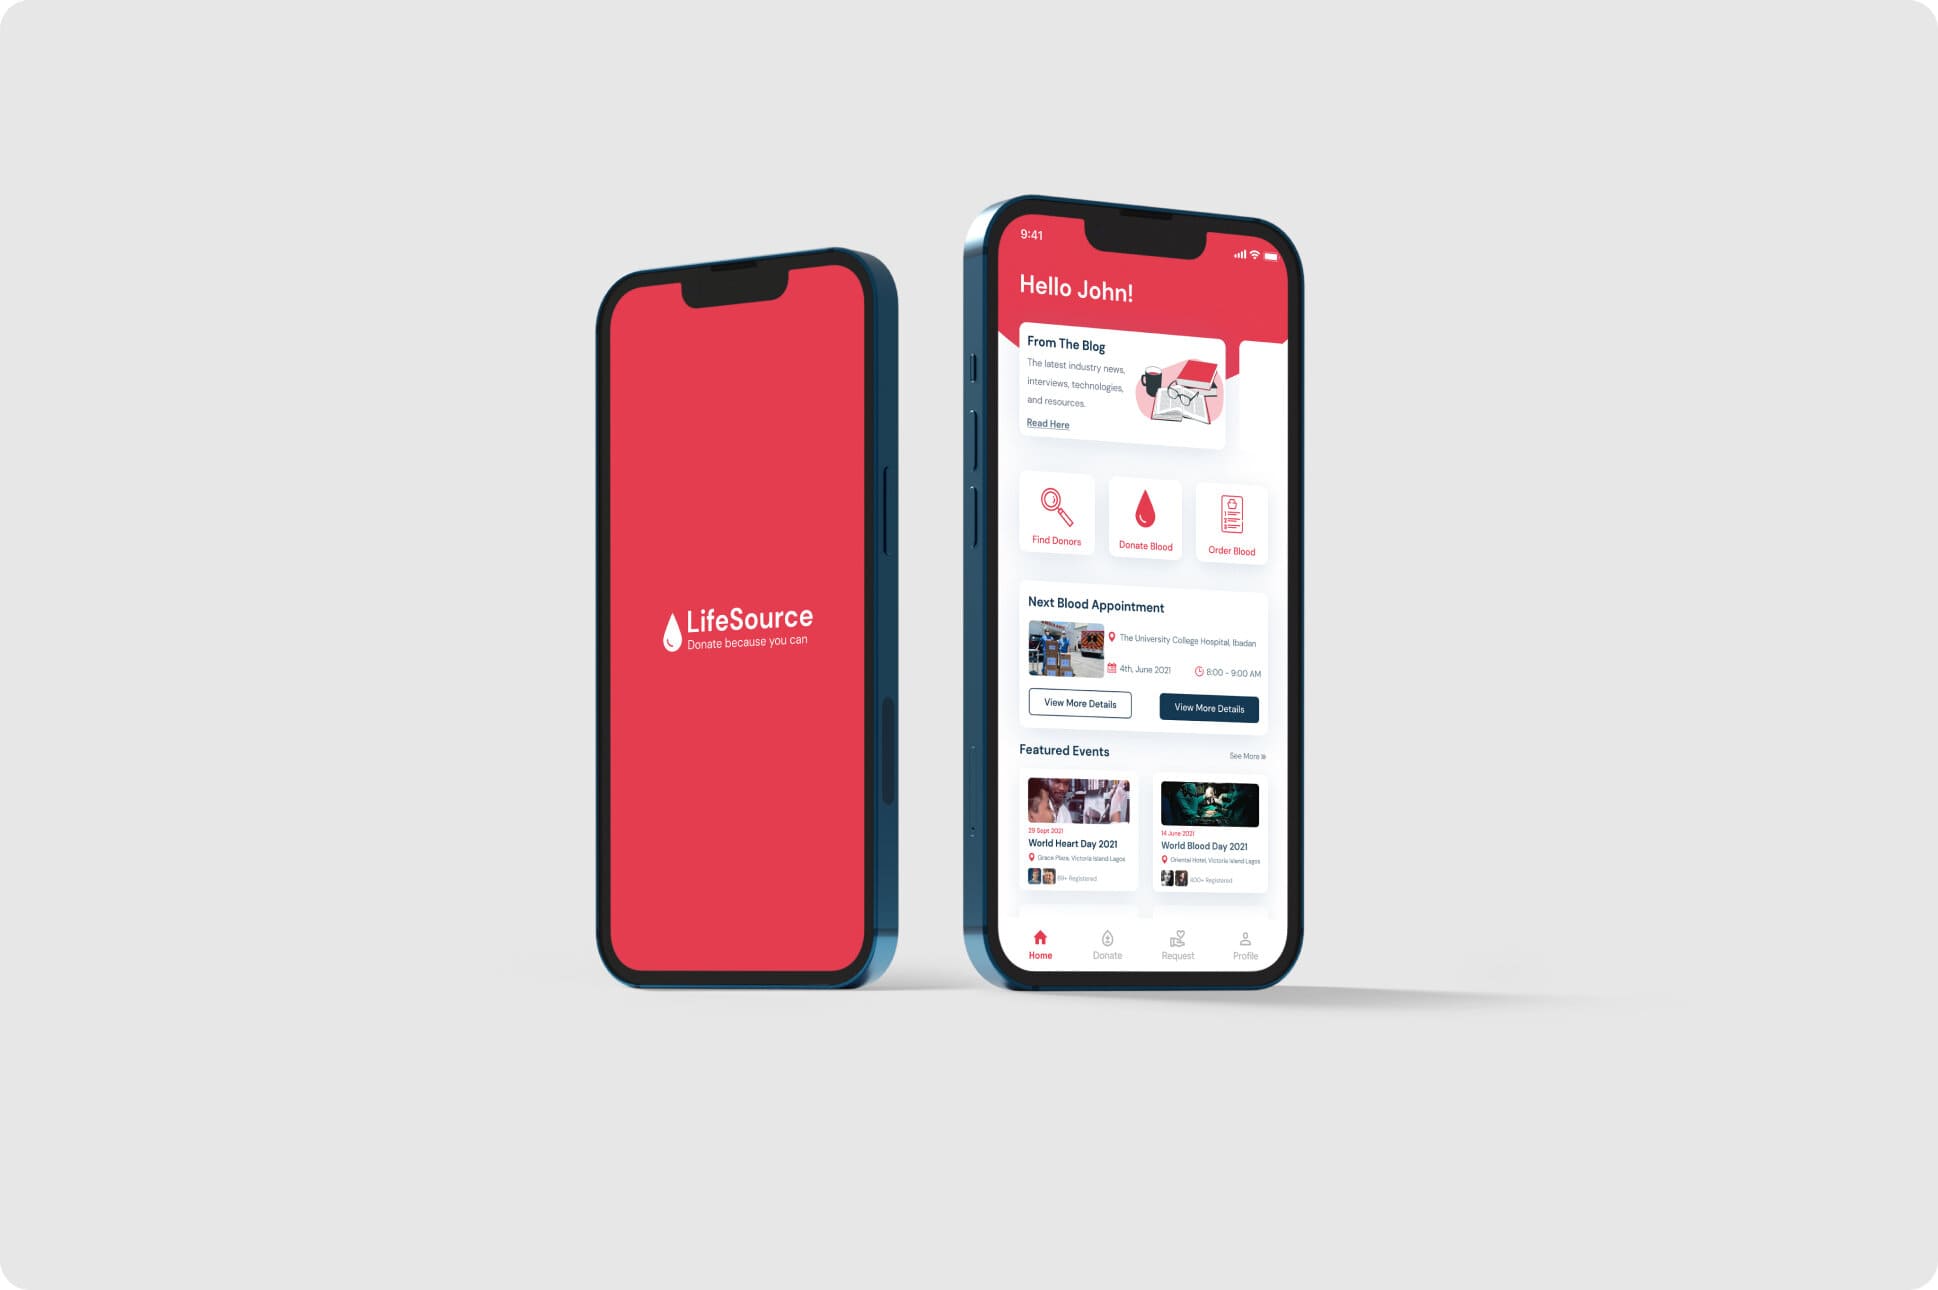 LifeSource
Donate because you can
9:41
Hello John!
From The Blog
The latest industry news,
interviews, technologies,
and resources.
Read Here
Find Donors
Donate Blood
Order Blood
Next Blood Appointment
The University College Hospital, Ibadan
4th, June 2021
8:00 - 9:00 AM
View More Details
View More Details
Featured Events
See More
29 Sept 2021
World Heart Day 2021
Grace Plaza, Victoria Island Lagos
Registered
14 June 2021
World Blood Day 2021
Oriental Hotel, Victoria Island Lagos
400+ Registered
Home
Donate
Request
Profile